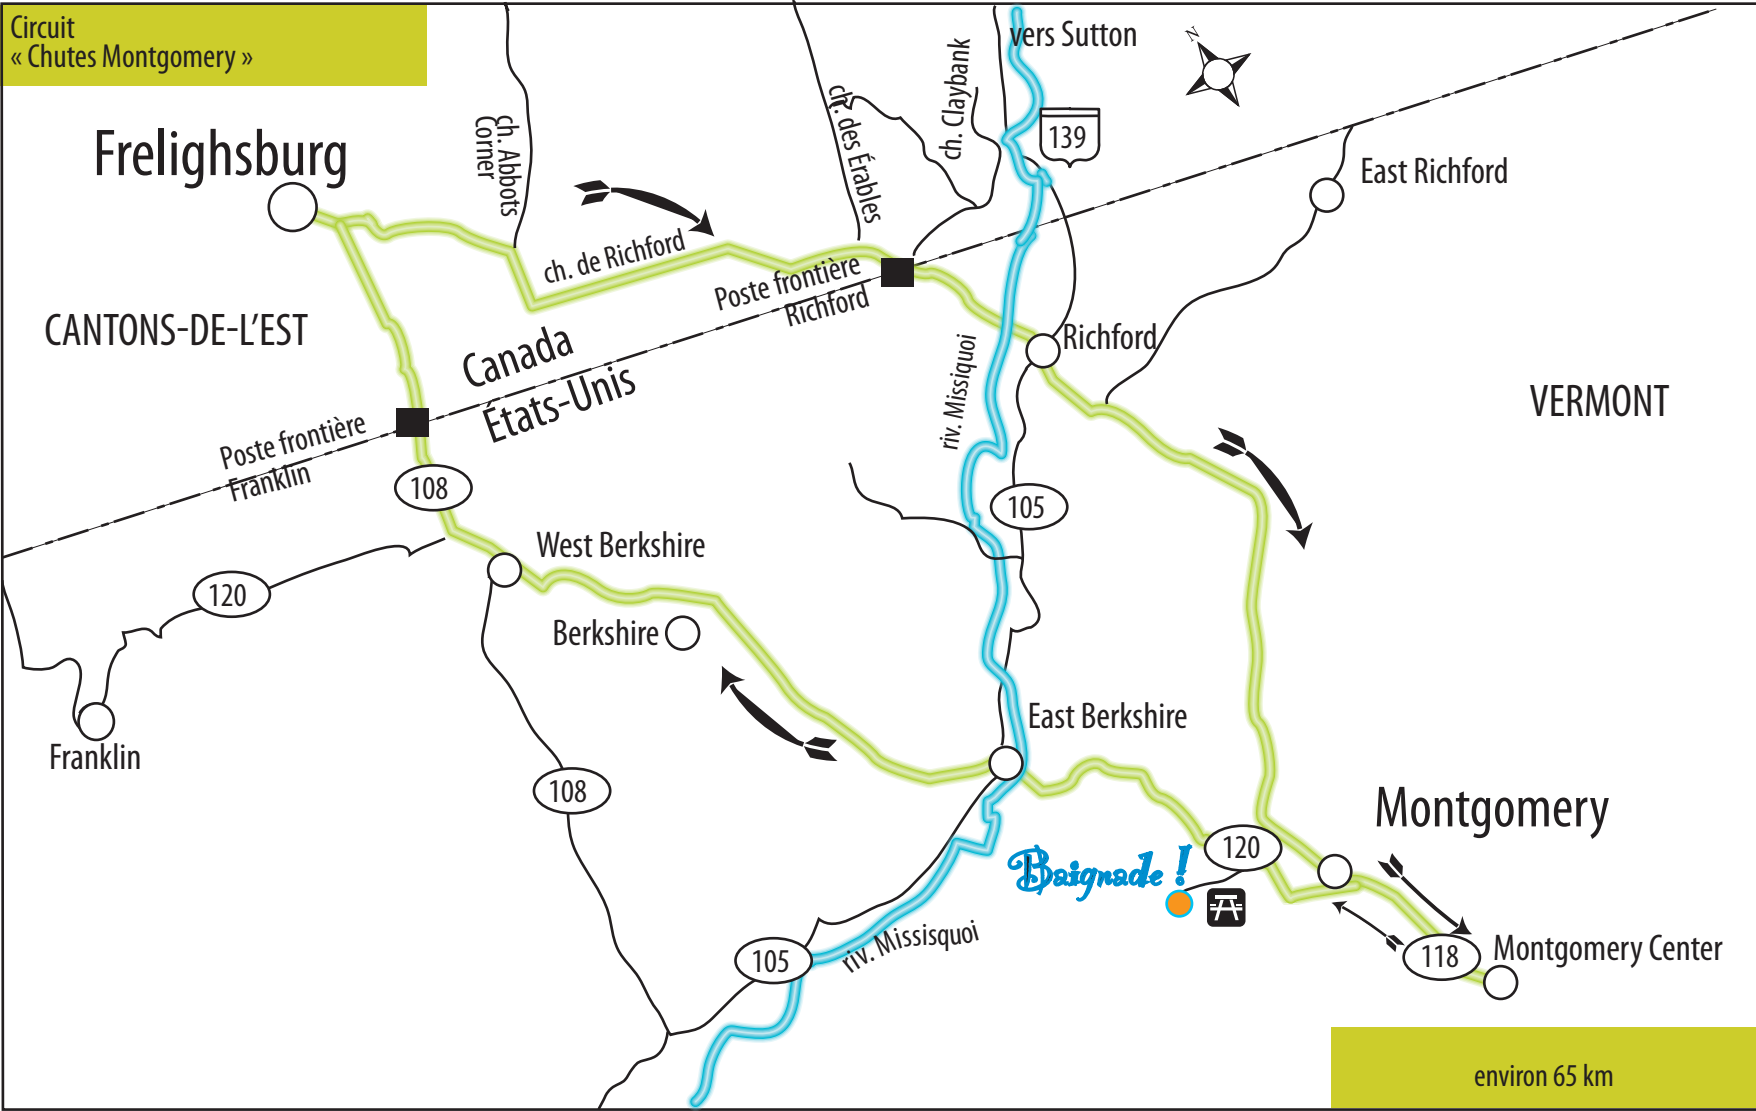 Circuit
« Chutes Montgomery »
vers Sutton
N
ch. Claybank
ch. des Érables
ch. Abbots
Corner
139
Frelighsburg
East Richford
ch. de Richford
Poste frontière
Richford
CANTONS-DE-L'EST
Canada
États-Unis
Richford
riv. Missiquoi
VERMONT
Poste frontière
Franklin
108
105
West Berkshire
120
Berkshire
East Berkshire
Franklin
108
Montgomery
120
Baignade !
riv. Missisquoi
105
118
Montgomery Center
environ 65 km